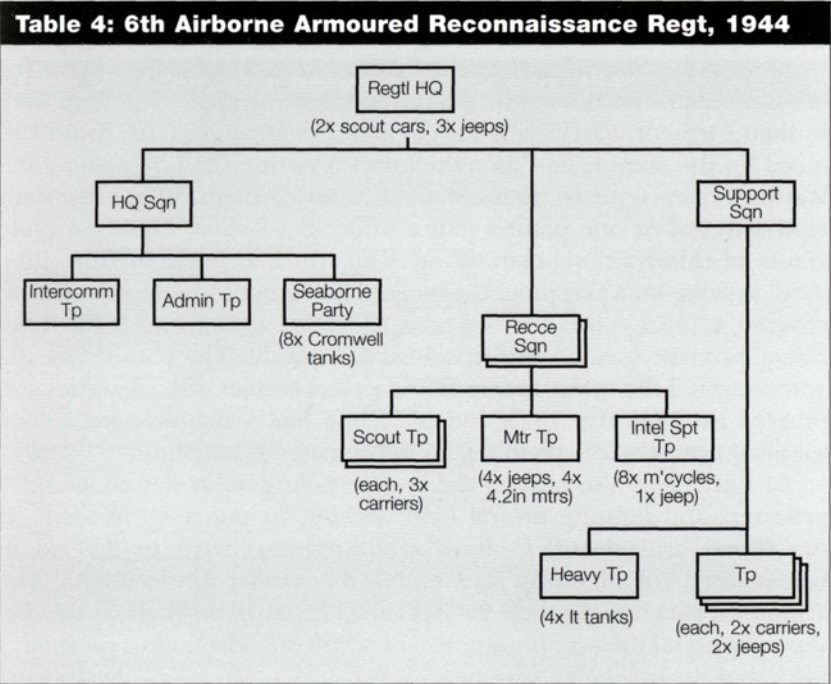 Table 4: 6th Airborne Armoured Reconnaissance Regt, 1944
Regtl HQ
(2x scout cars, 3x jeeps)
HQ Sqn
Support
Sqn
Intercomm
Tp
Admin Tp
Seaborne
Party
(8x Cromwell
tanks)
Recce
Sqn
Scout Tp
(each, 3x
carriers)
Mtr Tp
(4x jeeps, 4x
4.2in mtrs)
Intel Spt
Tp
(8x m'cycles,
1x jeep)
Heavy Tp
(4x lt tanks)
Tp
(each, 2x carriers,
2x jeeps)